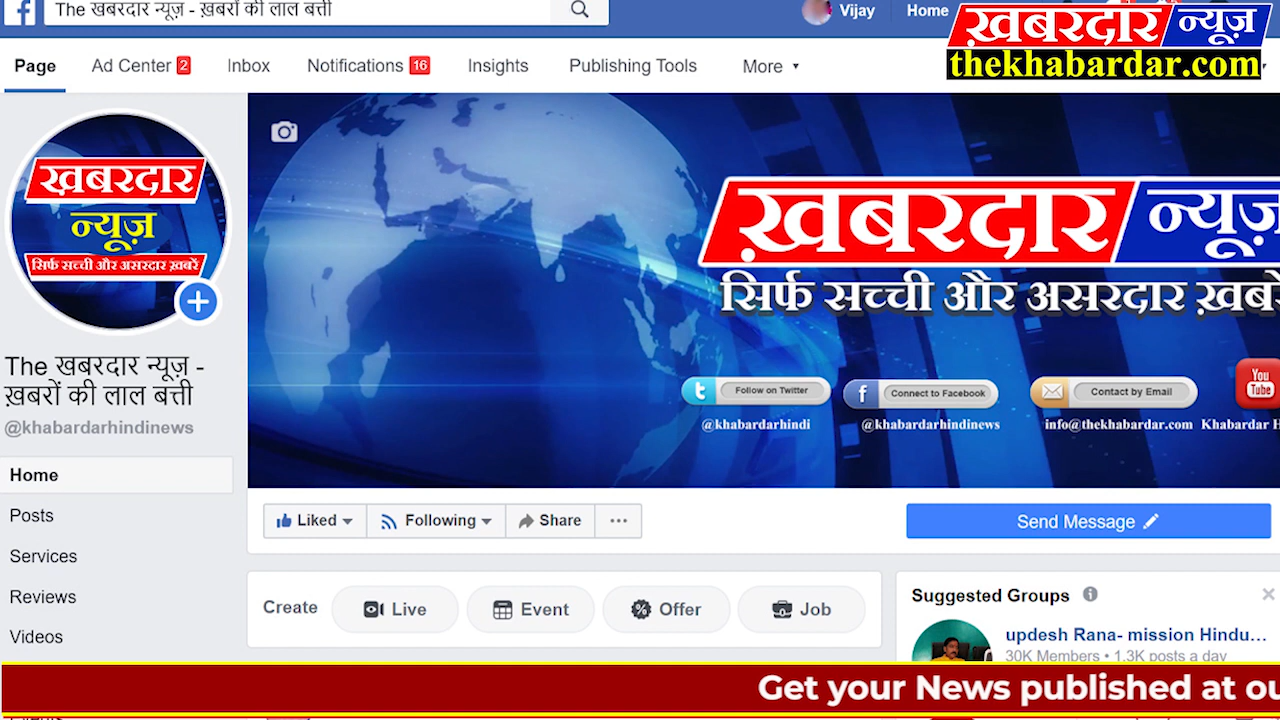 The खबरदार न्यूज़ - ख़बरों की लाल बत्ती
Vijay
Home
ख़बरदार न्यूज़
thekhabardar.com
Page
Ad Center 2
Inbox
Notifications 16
Insights
Publishing Tools
More
ख़बरदार
न्यूज़
सिर्फ सच्ची और असरदार ख़बरें
ख़बरदार न्यूज़
सिर्फ सच्ची और असरदार ख़बरें
Follow on Twitter
Connect to Facebook
Contact by Email
You Tube
@khabardarhindi
@khabardarhindinews
info@thekhabardar.com
Khabardar H
The खबरदार न्यूज़ -
ख़बरों की लाल बत्ती
@khabardarhindinews
Home
Posts
Services
Reviews
Videos
Liked
Following
Share
Send Message
Create
Live
Event
Offer
Job
Suggested Groups
updesh Rana- mission Hindu...
30K Members • 1.3K posts a day
Get your News published at ou